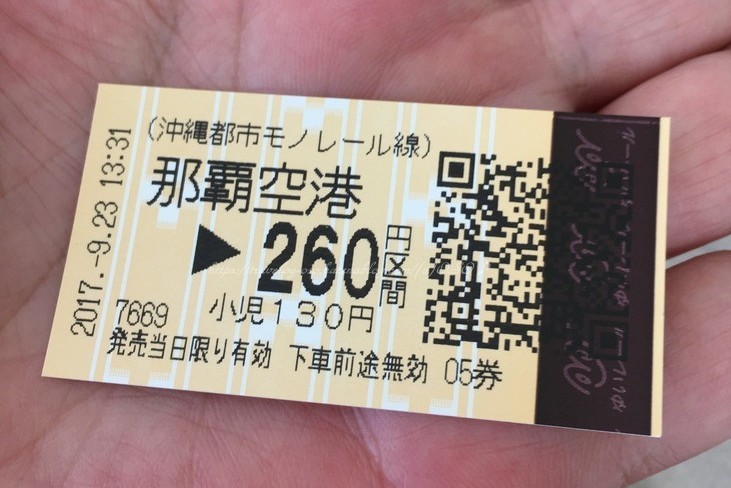 2017.-9.23 13:31
(沖縄都市モノレール線)
那覇空港
▶260円区間
7669 小児130円
発売当日限り有効 下車前途無効 05券